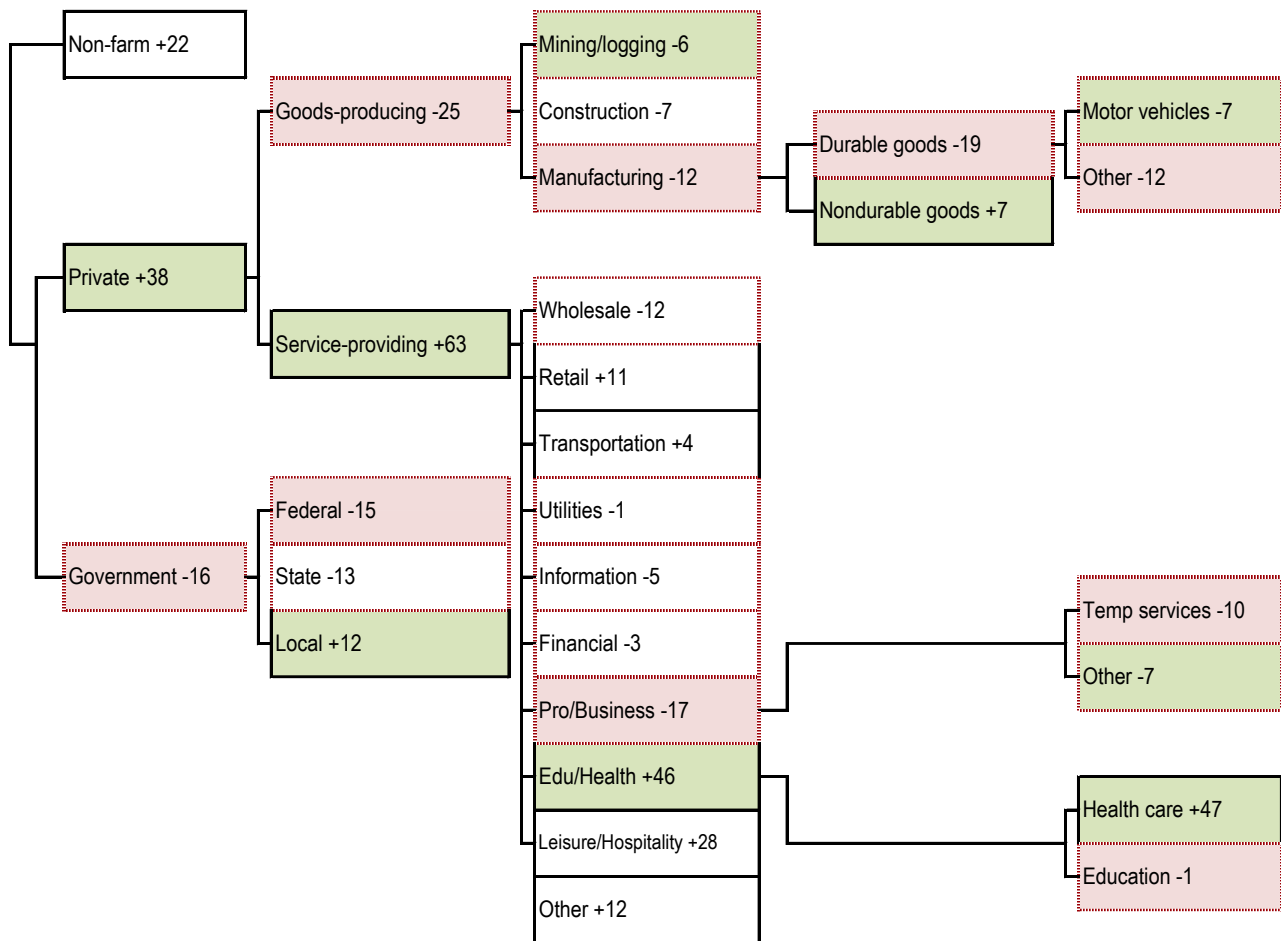 Non-farm +22
Private +38
Government -16
Goods-producing -25
Service-providing +63
Federal -15
State -13
Local +12
Mining/logging -6
Construction -7
Manufacturing -12
Wholesale -12
Retail +11
Transportation +4
Utilities -1
Information -5
Financial -3
Pro/Business -17
Edu/Health +46
Leisure/Hospitality +28
Other +12
Durable goods -19
Nondurable goods +7
Motor vehicles -7
Other -12
Temp services -10
Other -7
Health care +47
Education -1